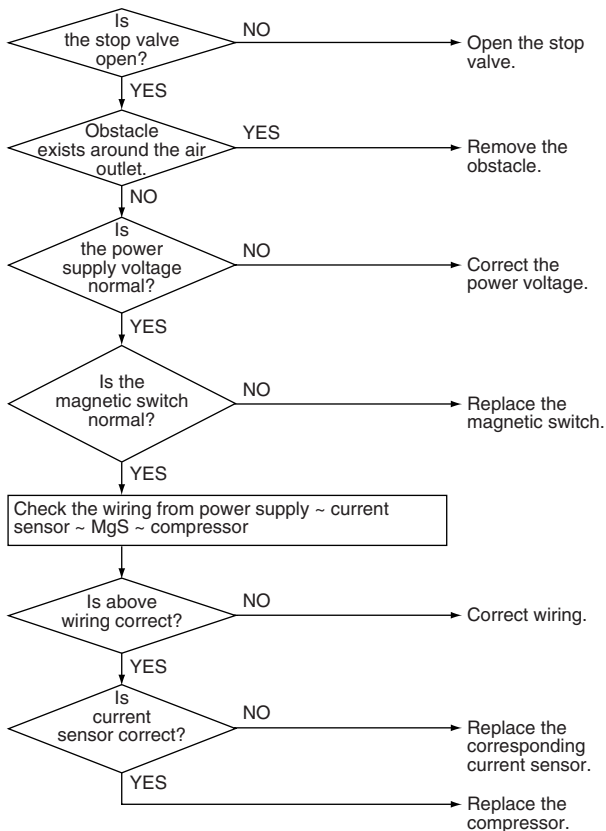 Is
the stop valve
open?
NO
Open the stop
valve.
YES
Obstacle
exists around the air
outlet.
YES
Remove the
obstacle.
NO
Is
the power
supply voltage
normal?
NO
Correct the
power voltage.
YES
Is the
magnetic switch
normal?
NO
Replace the
magnetic switch.
YES
Check the wiring from power supply ~ current
sensor ~ MgS ~ compressor
Is above
wiring correct?
NO
Correct wiring.
YES
Is
current
sensor correct?
NO
Replace the
corresponding
current sensor.
YES
Replace the
compressor.